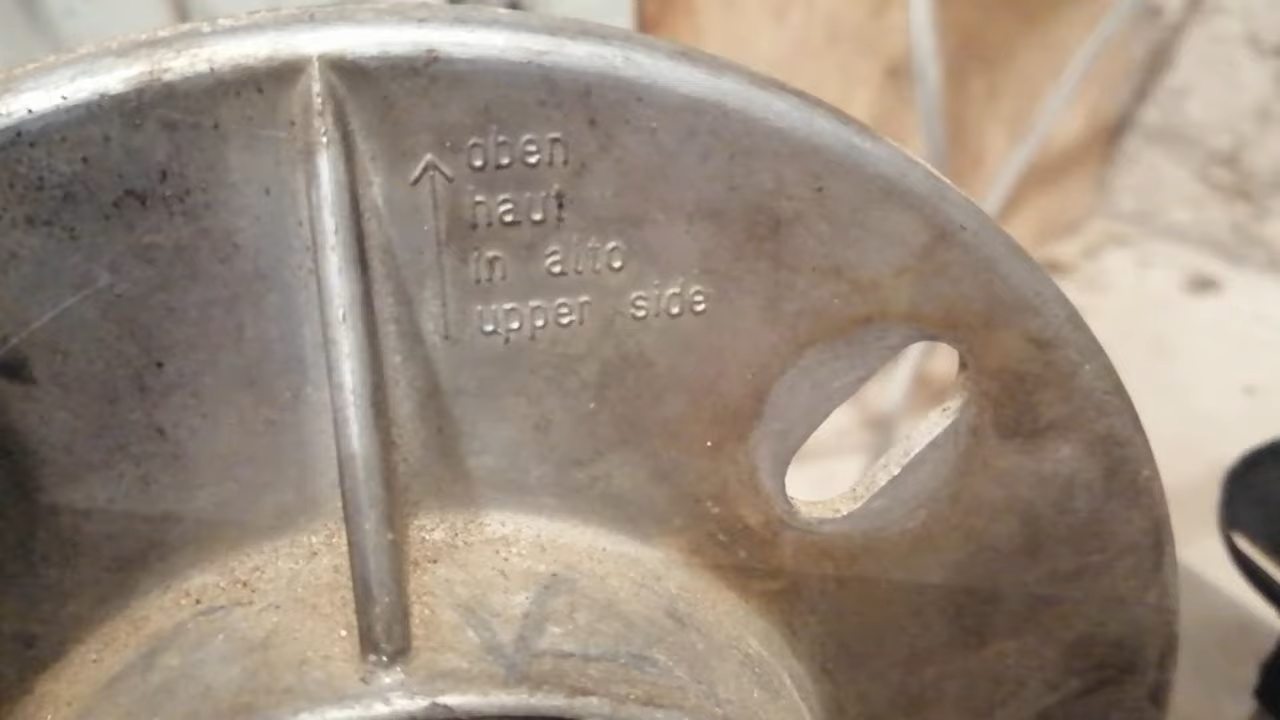 oben
haut
in alto
upper side